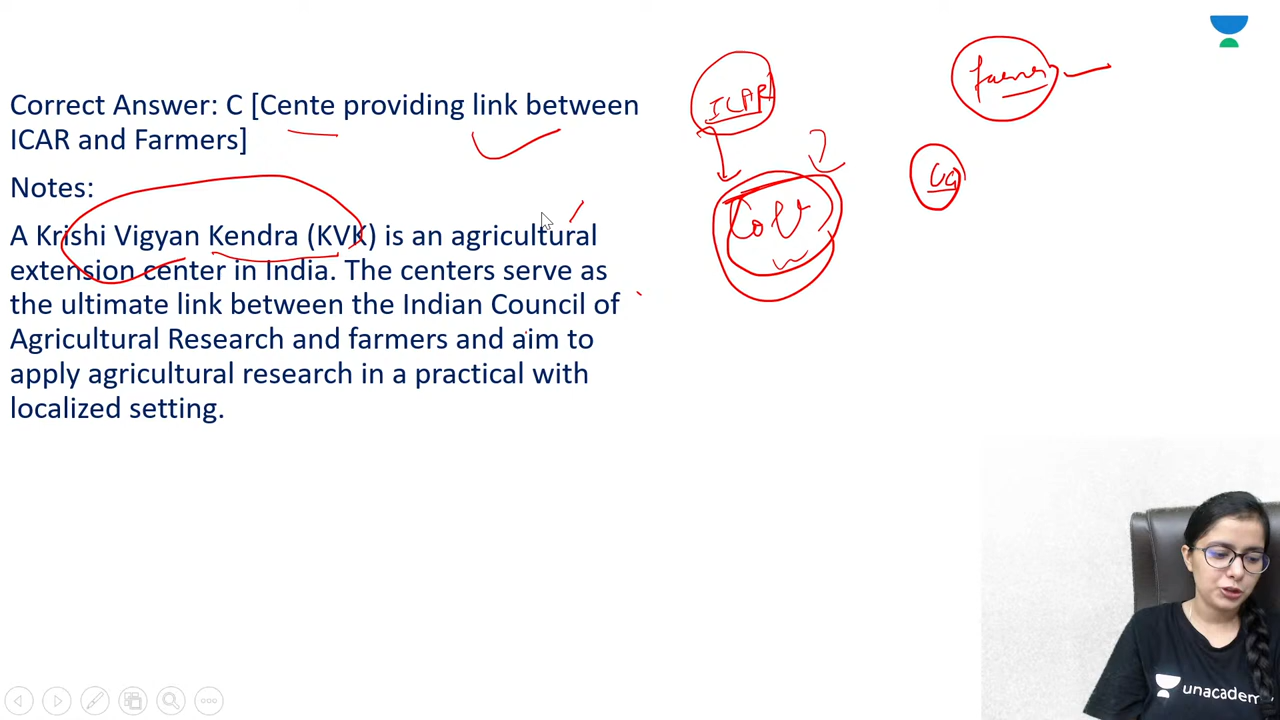 Correct Answer: C [Cente providing link between
ICAR and Farmers]
Notes:
A Krishi Vigyan Kendra (KVK) is an agricultural
extension center in India. The centers serve as
the ultimate link between the Indian Council of
Agricultural Research and farmers and aim to
apply agricultural research in a practical with
localized setting.
ICAR
farmer
unacademy